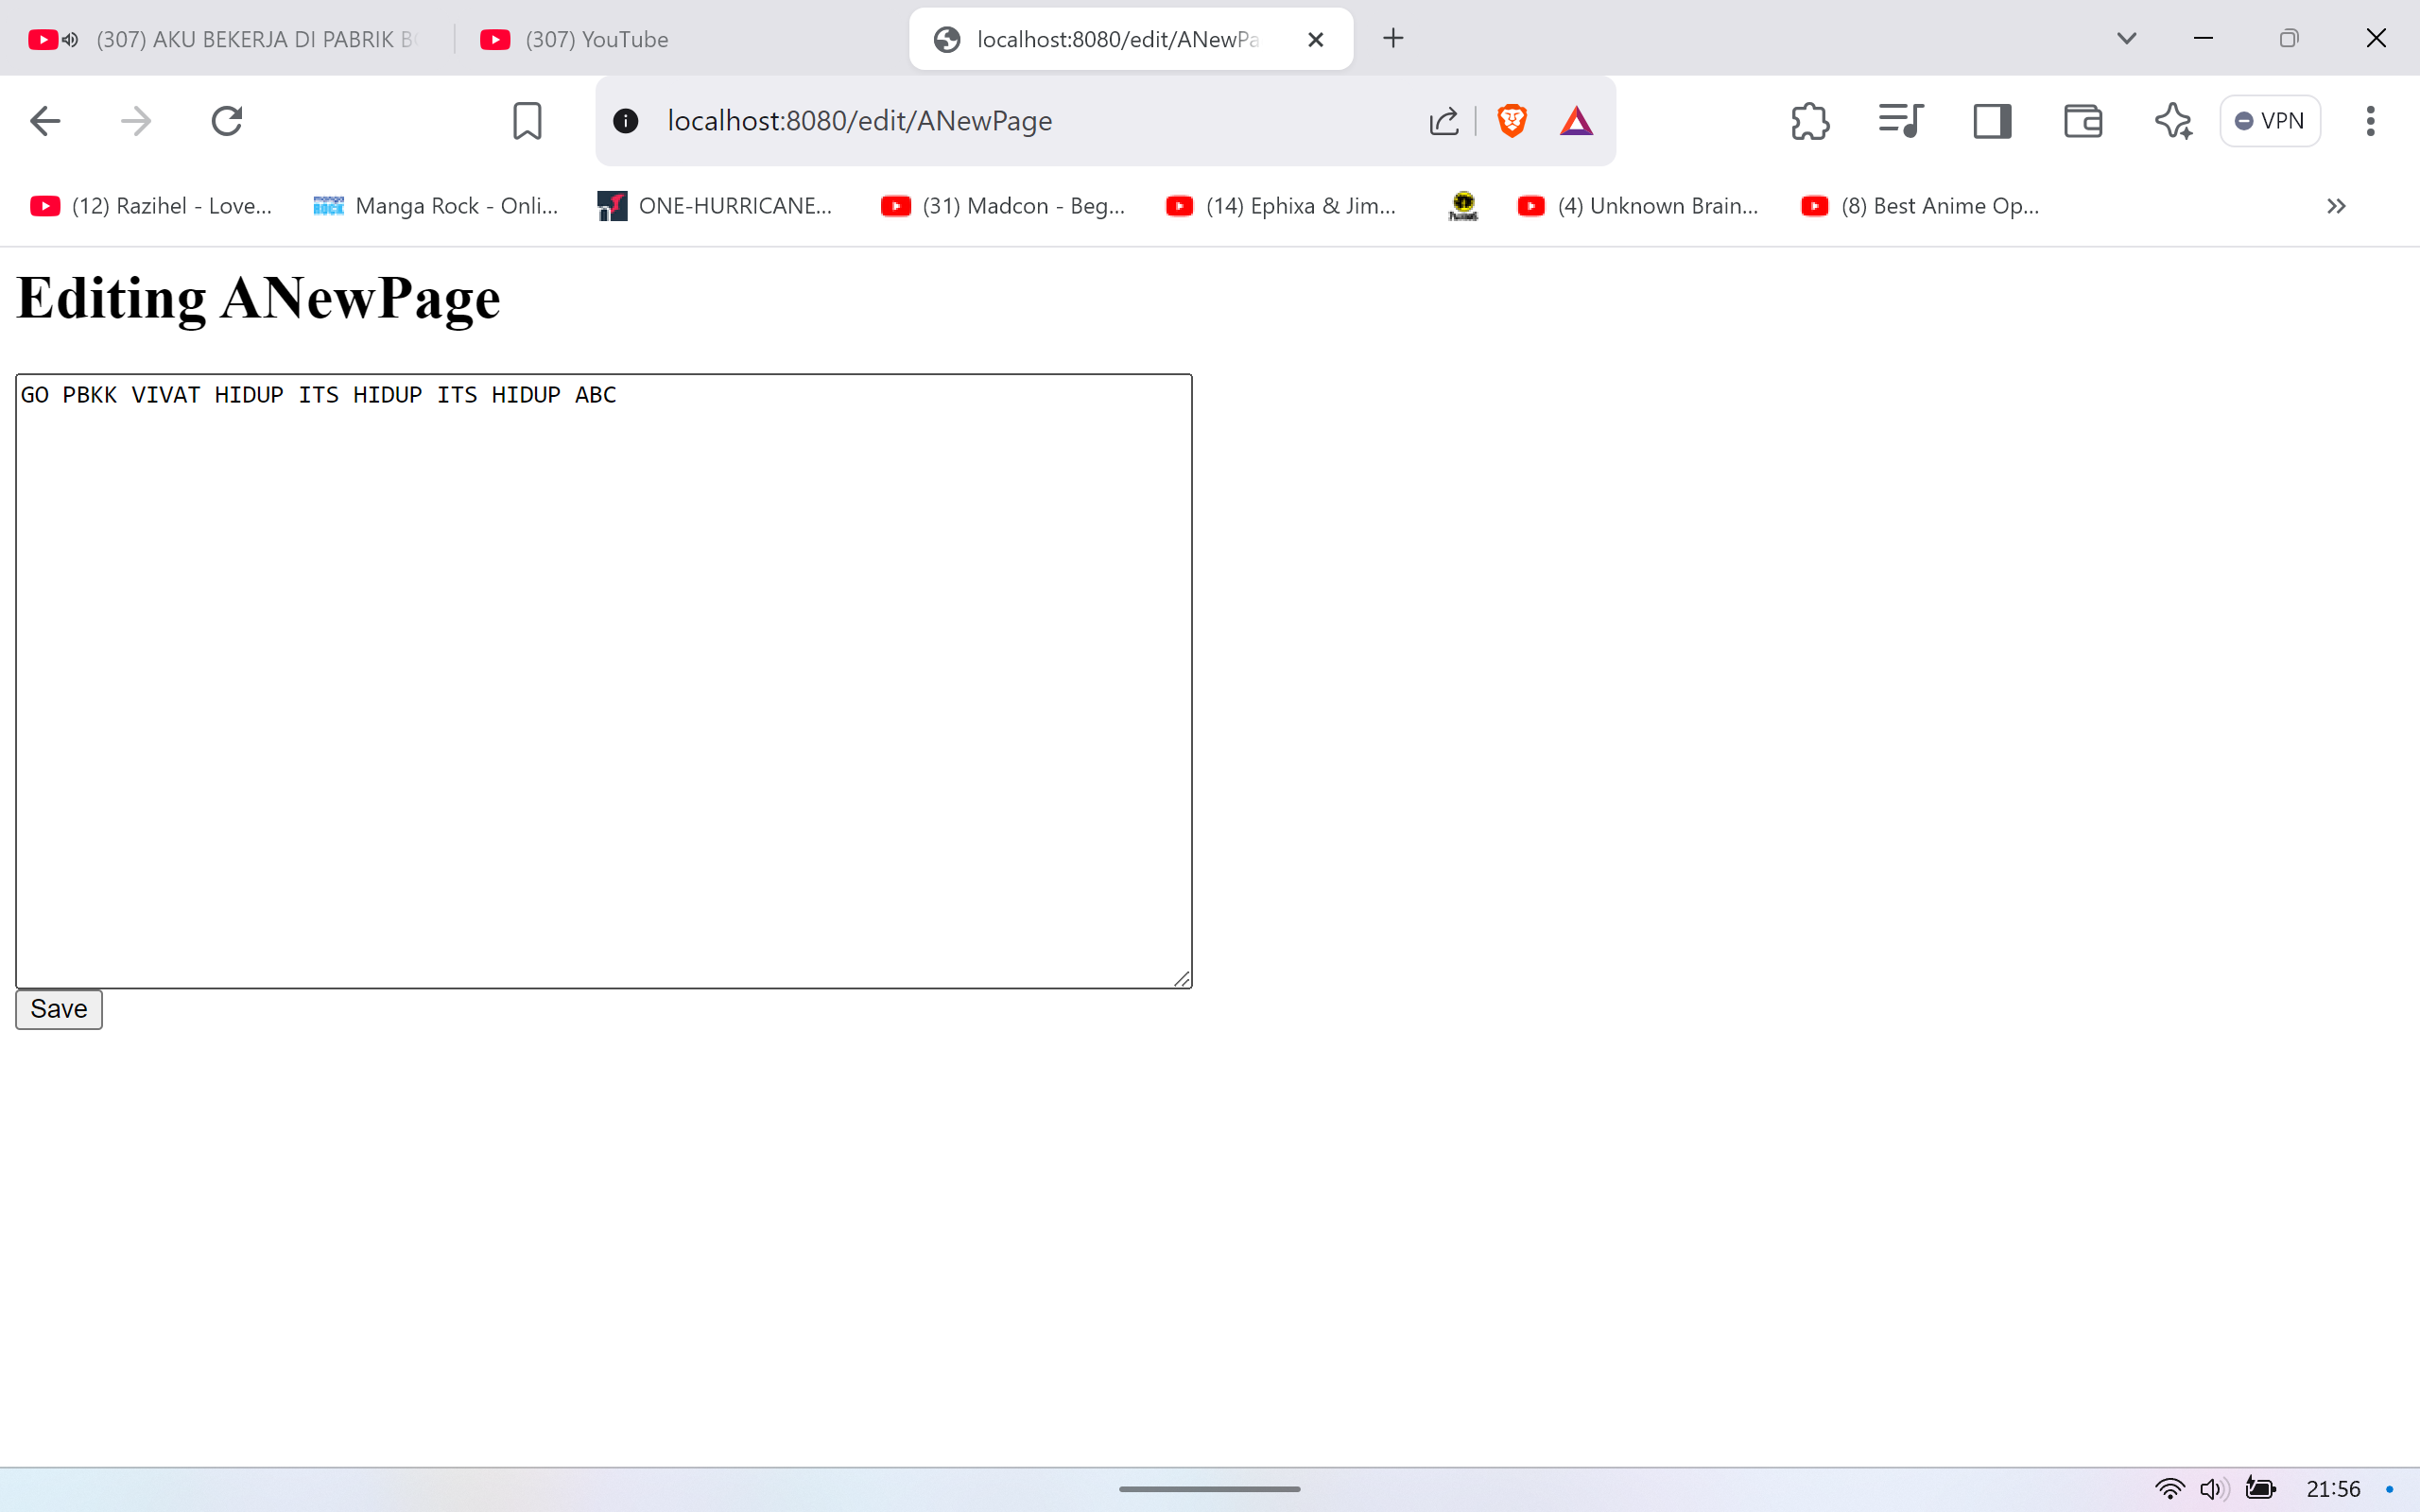 (307) AKU BEKERJA DI PABRIK
(307) YouTube
localhost:8080/edit/ANewPa
localhost:8080/edit/ANewPage
VPN
(12) Razihel - Love...
Manga Rock - Onli...
ONE-HURRICANE...
(31) Madcon - Beg...
(14) Ephixa & Jim...
(4) Unknown Brain...
(8) Best Anime Op...
Editing ANewPage
GO PBKK VIVAT HIDUP ITS HIDUP ITS HIDUP ABC
Save
21:56